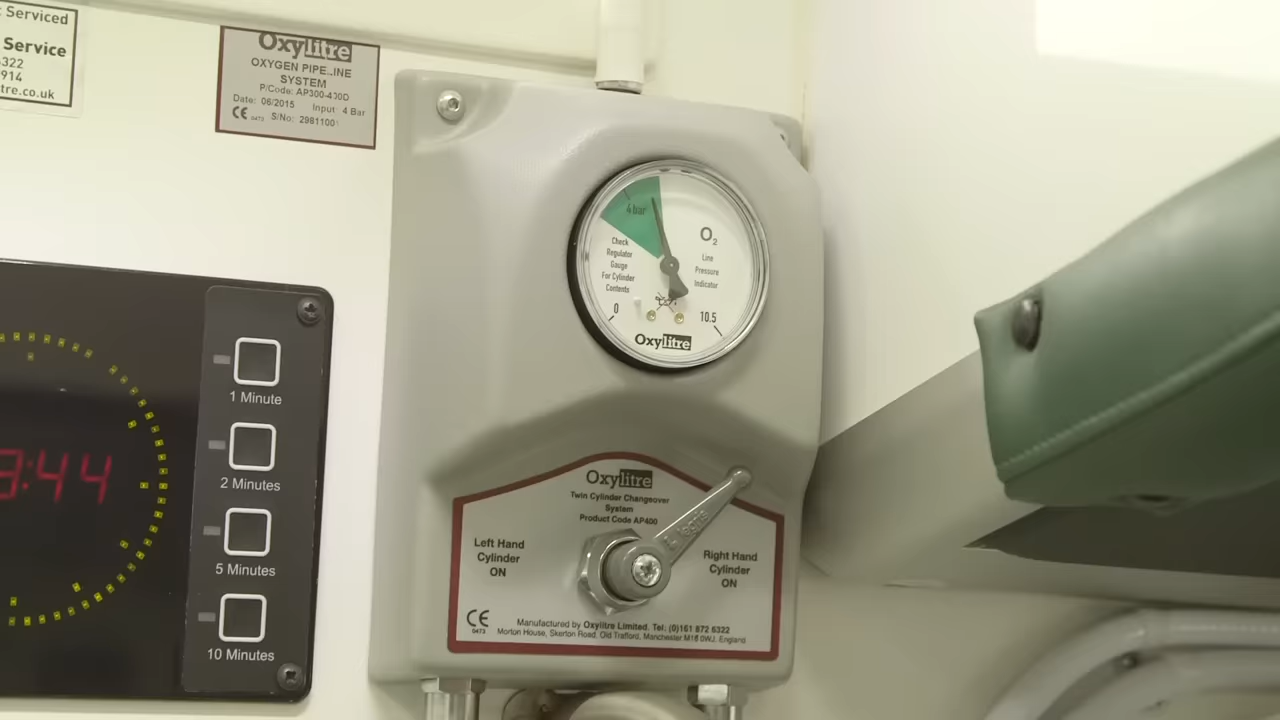 t Serviced
Service
322
914
tre.co.uk
Oxylitre
OXYGEN PIPELINE
SYSTEM
P/Code: AP300-400D
Date: 06/2015 Input: 4 Bar
CE 0473 S/No: 2981100
4 bar
O2
Check
Regulator
Gauge
For Cylinder
Contents
Line
Pressure
Indicator
0
10.5
Oxylitre
3:44
1 Minute
2 Minutes
5 Minutes
10 Minutes
Oxylitre
Twin Cylinder Changeover
System
Product Code AP400
Left Hand
Cylinder
ON
Right Hand
Cylinder
ON
CE
0473
Manufactured by Oxylitre Limited. Tel: (0)161 872 6322
Morton House, Skerton Road, Old Trafford, Manchester M16 0WJ, England